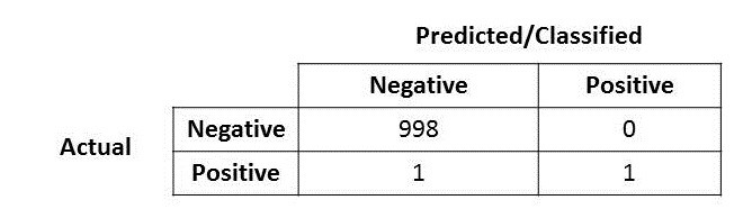 Predicted/Classified
Negative Positive
Negative 998 0
Actual
Positive 1 1